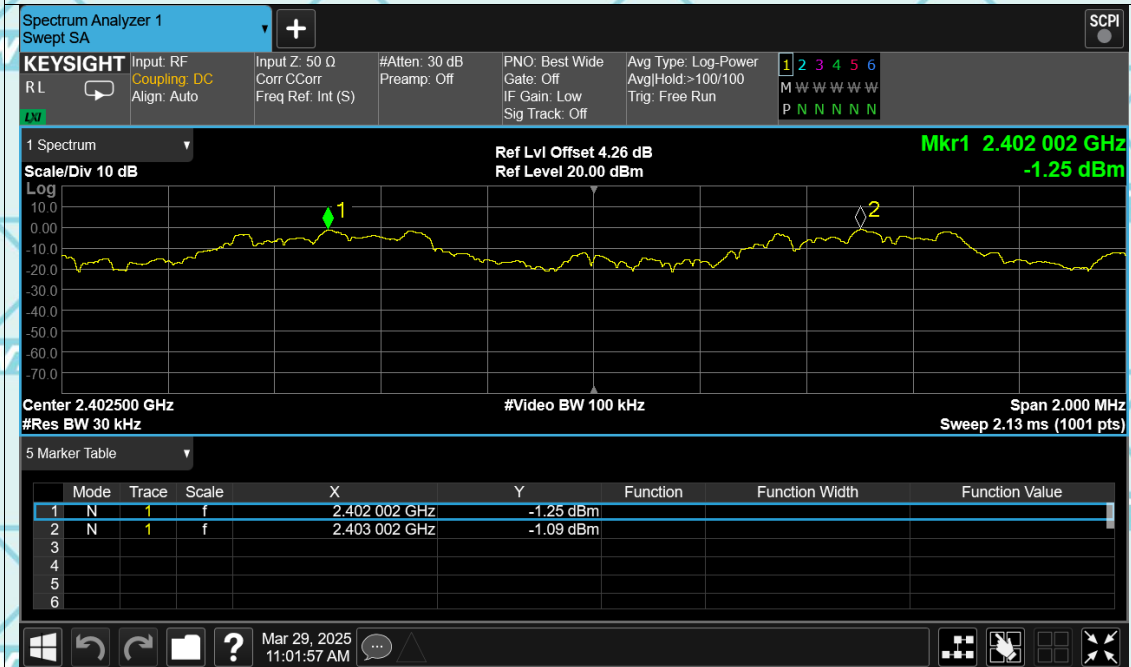 Spectrum Analyzer 1
Swept SA
+
SCPI
KEYSIGHT
RL
LXI
Input: RF
Coupling: DC
Align: Auto
Input Z: 50 Ω
Corr CCorr
Freq Ref: Int (S)
#Atten: 30 dB
Preamp: Off
PNO: Best Wide
Gate: Off
IF Gain: Low
Sig Track: Off
Avg Type: Log-Power
Avg|Hold:>100/100
Trig: Free Run
1 2 3 4 5 6
M W W W W W
P N N N N N
1 Spectrum
Scale/Div 10 dB
Ref Lvl Offset 4.26 dB
Ref Level 20.00 dBm
Mkr1 2.402 002 GHz
-1.25 dBm
Log
10.0
0.00
-10.0
-20.0
-30.0
-40.0
-50.0
-60.0
-70.0
1
2
Center 2.402500 GHz
#Video BW 100 kHz
Span 2.000 MHz
#Res BW 30 kHz
Sweep 2.13 ms (1001 pts)
5 Marker Table
Mode Trace Scale X Y Function Function Width Function Value
1 N 1 f 2.402 002 GHz -1.25 dBm
2 N 1 f 2.403 002 GHz -1.09 dBm
3
4
5
6
?
Mar 29, 2025
11:01:57 AM